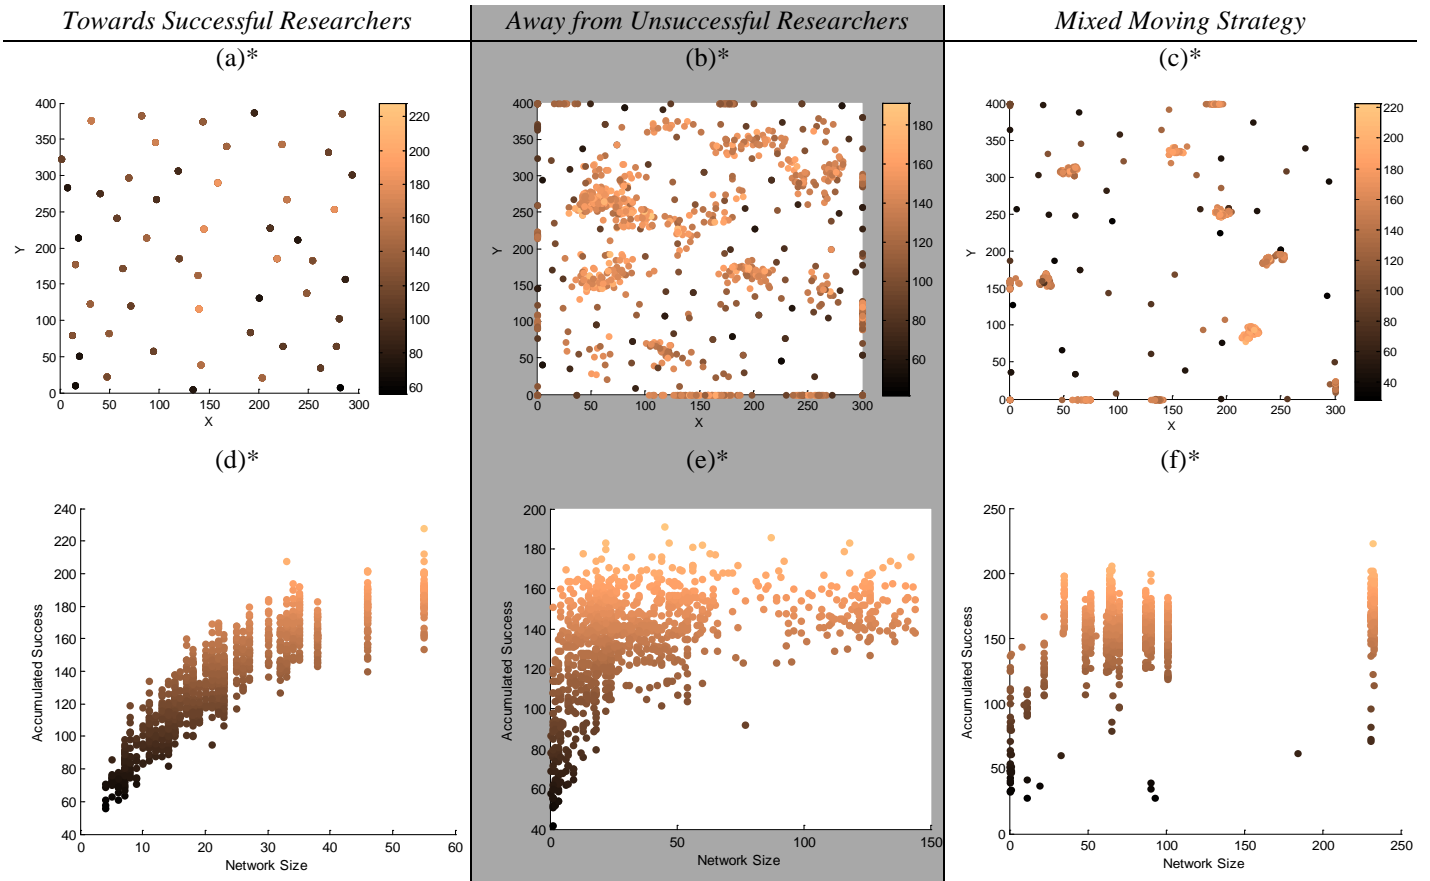 Towards Successful Researchers
Away from Unsuccessful Researchers
Mixed Moving Strategy
(a)*
(b)*
(c)*
400
350
300
250
200
150
100
50
0
Y
0 50 100 150 200 250 300
X
220
200
180
160
140
120
100
80
60
400
350
300
250
200
150
100
50
0
Y
0 50 100 150 200 250 300
X
180
160
140
120
100
80
60
400
350
300
250
200
150
100
50
0
Y
0 50 100 150 200 250 300
X
220
200
180
160
140
120
100
80
60
40
(d)*
(e)*
(f)*
240
220
200
180
160
140
120
100
80
60
40
Accumulated Success
0 10 20 30 40 50 60
Network Size
200
180
160
140
120
100
80
60
40
Accumulated Success
0 50 100 150
Network Size
250
200
150
100
50
0
Accumulated Success
0 50 100 150 200 250
Network Size